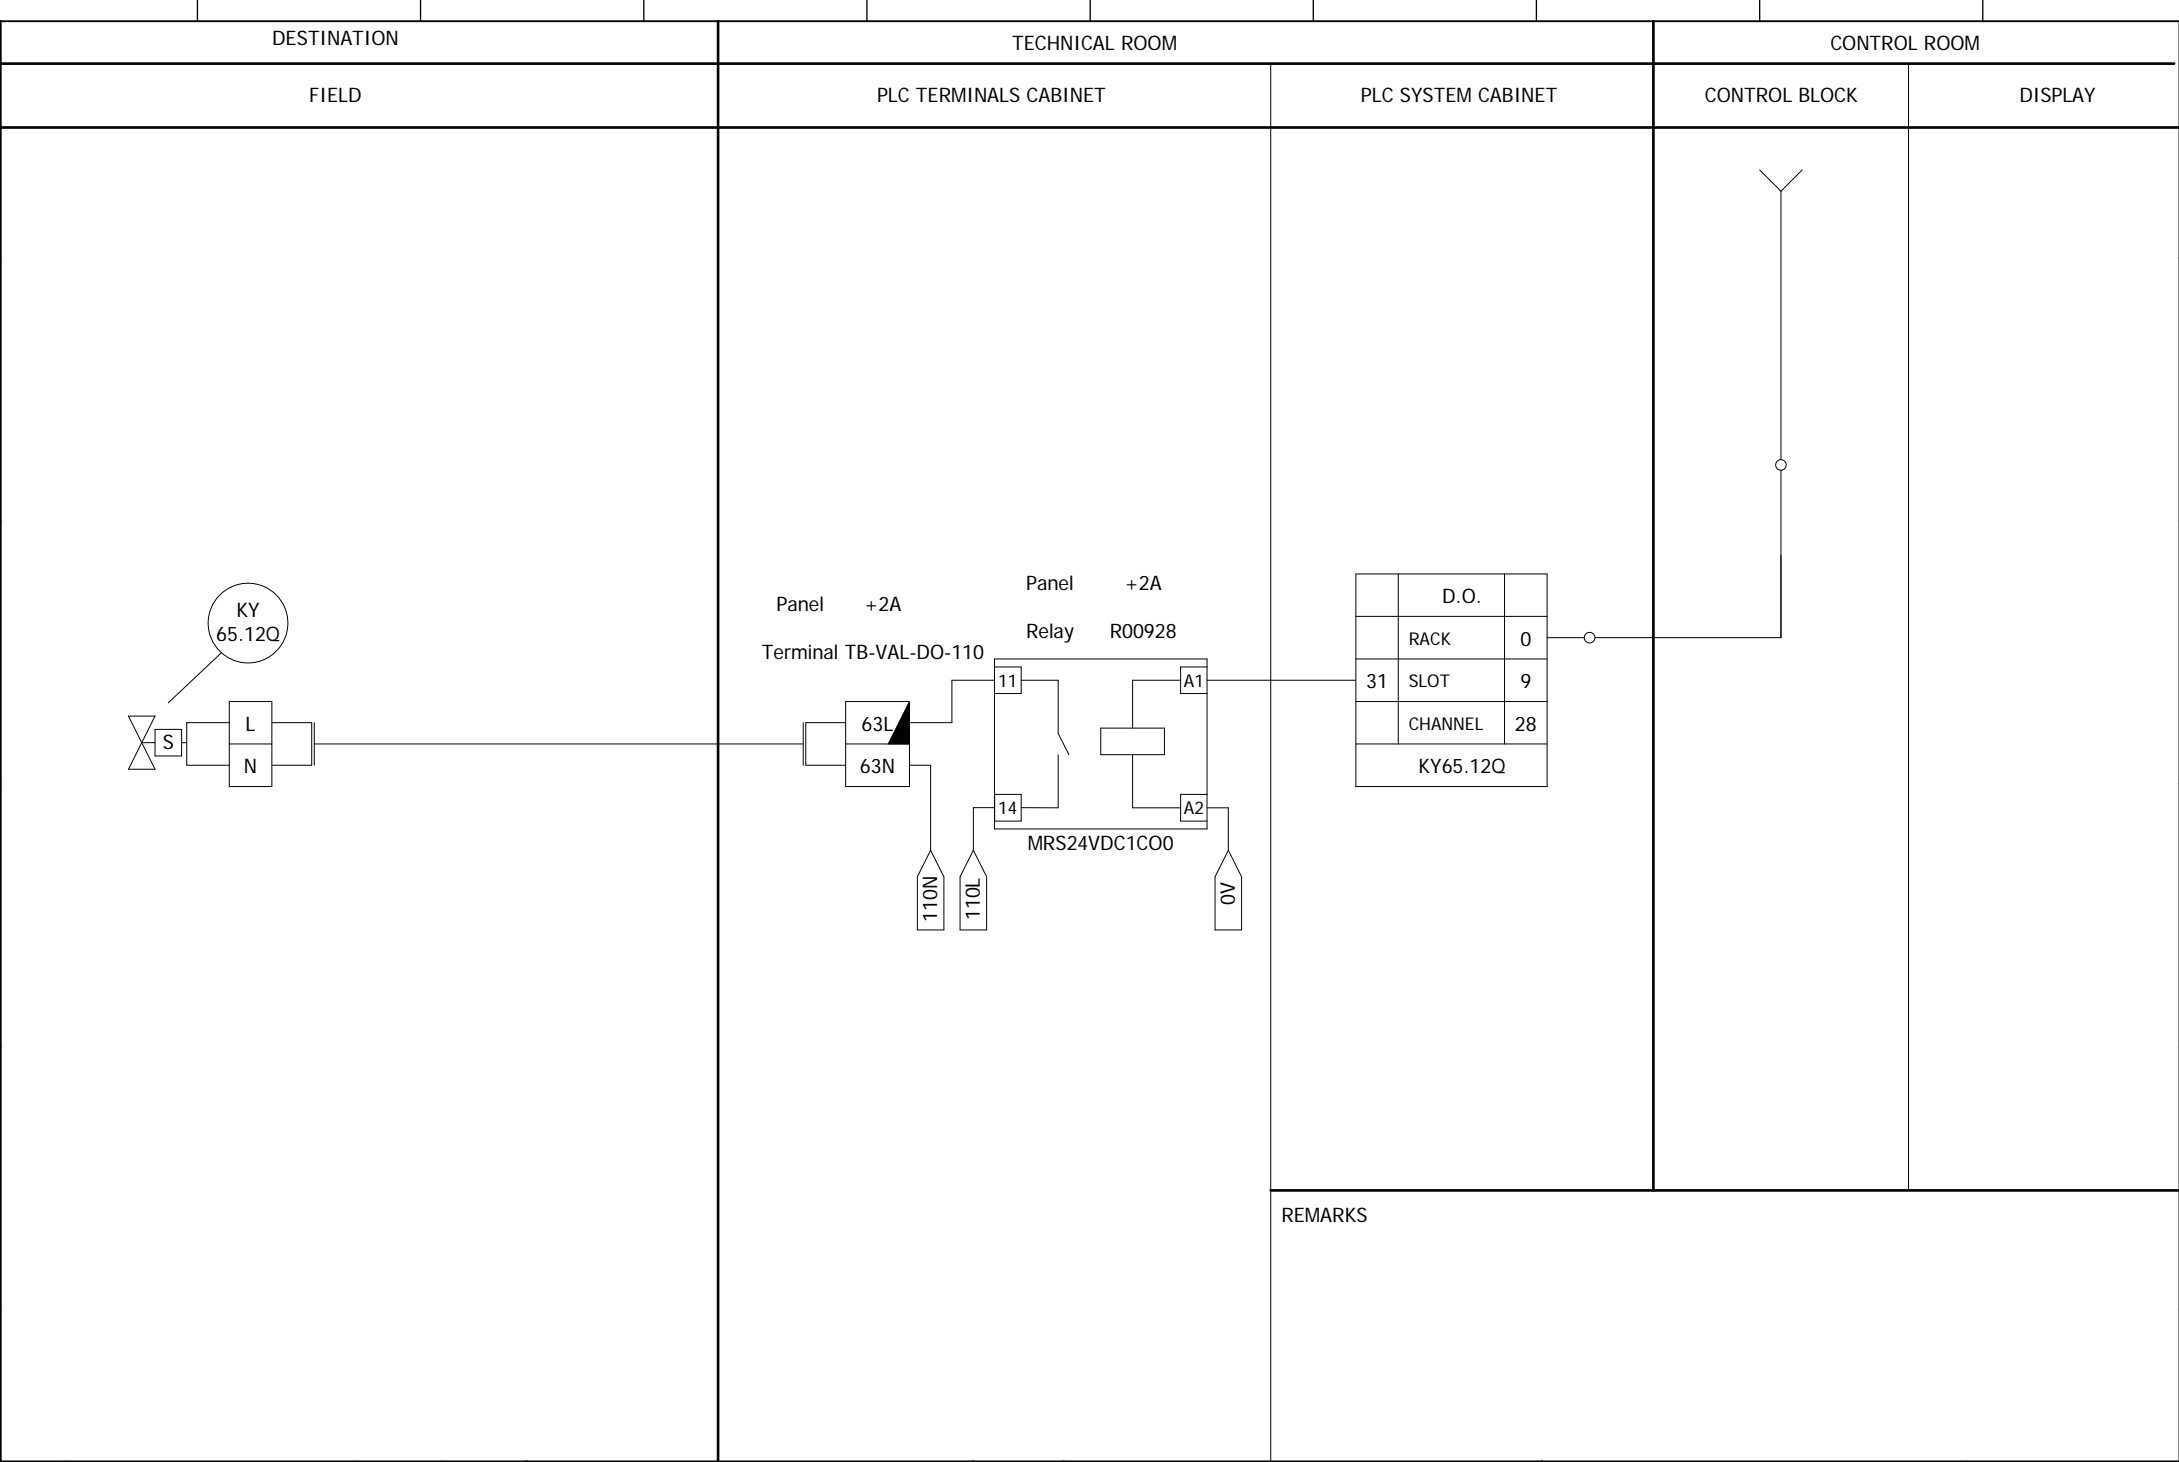 DESTINATION
TECHNICAL ROOM
CONTROL ROOM
FIELD
PLC TERMINALS CABINET
PLC SYSTEM CABINET
CONTROL BLOCK
DISPLAY
KY
65.12Q
S
L
N
Panel +2A
Terminal TB-VAL-DO-110
63L
63N
110N
110L
Panel +2A
Relay R00928
11
A1
14
A2
MRS24VDC1CO0
0V
D.O.
RACK 0
31 SLOT 9
CHANNEL 28
KY65.12Q
REMARKS